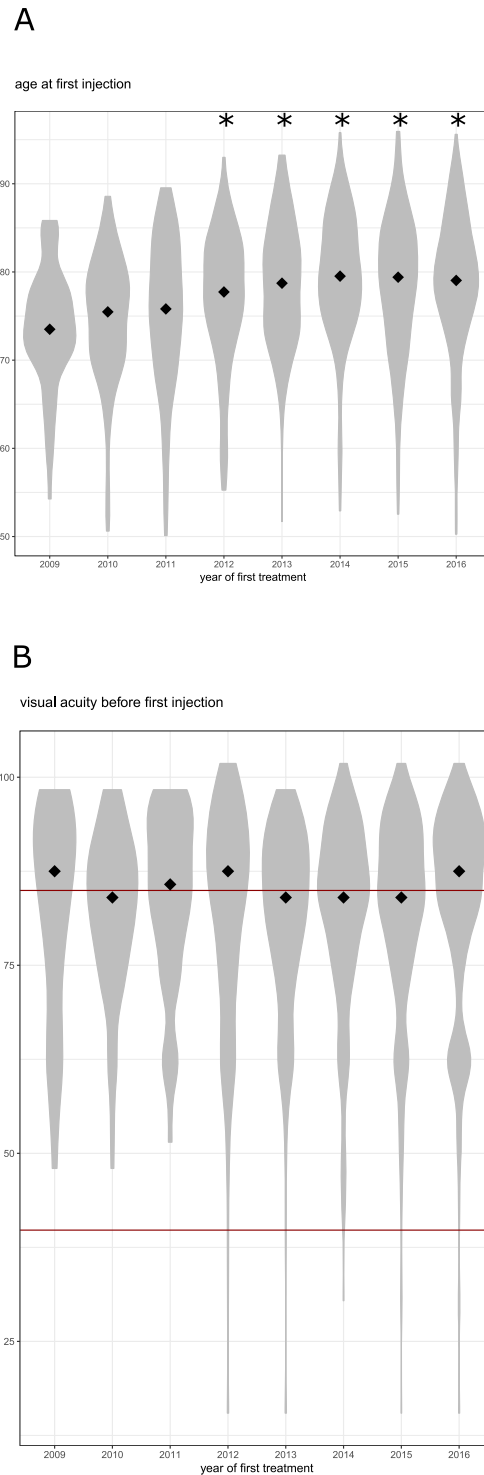 A
age at first injection
* * * * *
90
80
70
60
50
2009 2010 2011 2012 2013 2014 2015 2016
year of first treatment
B
visual acuity before first injection
100
75
50
25
2009 2010 2011 2012 2013 2014 2015 2016
year of first treatment